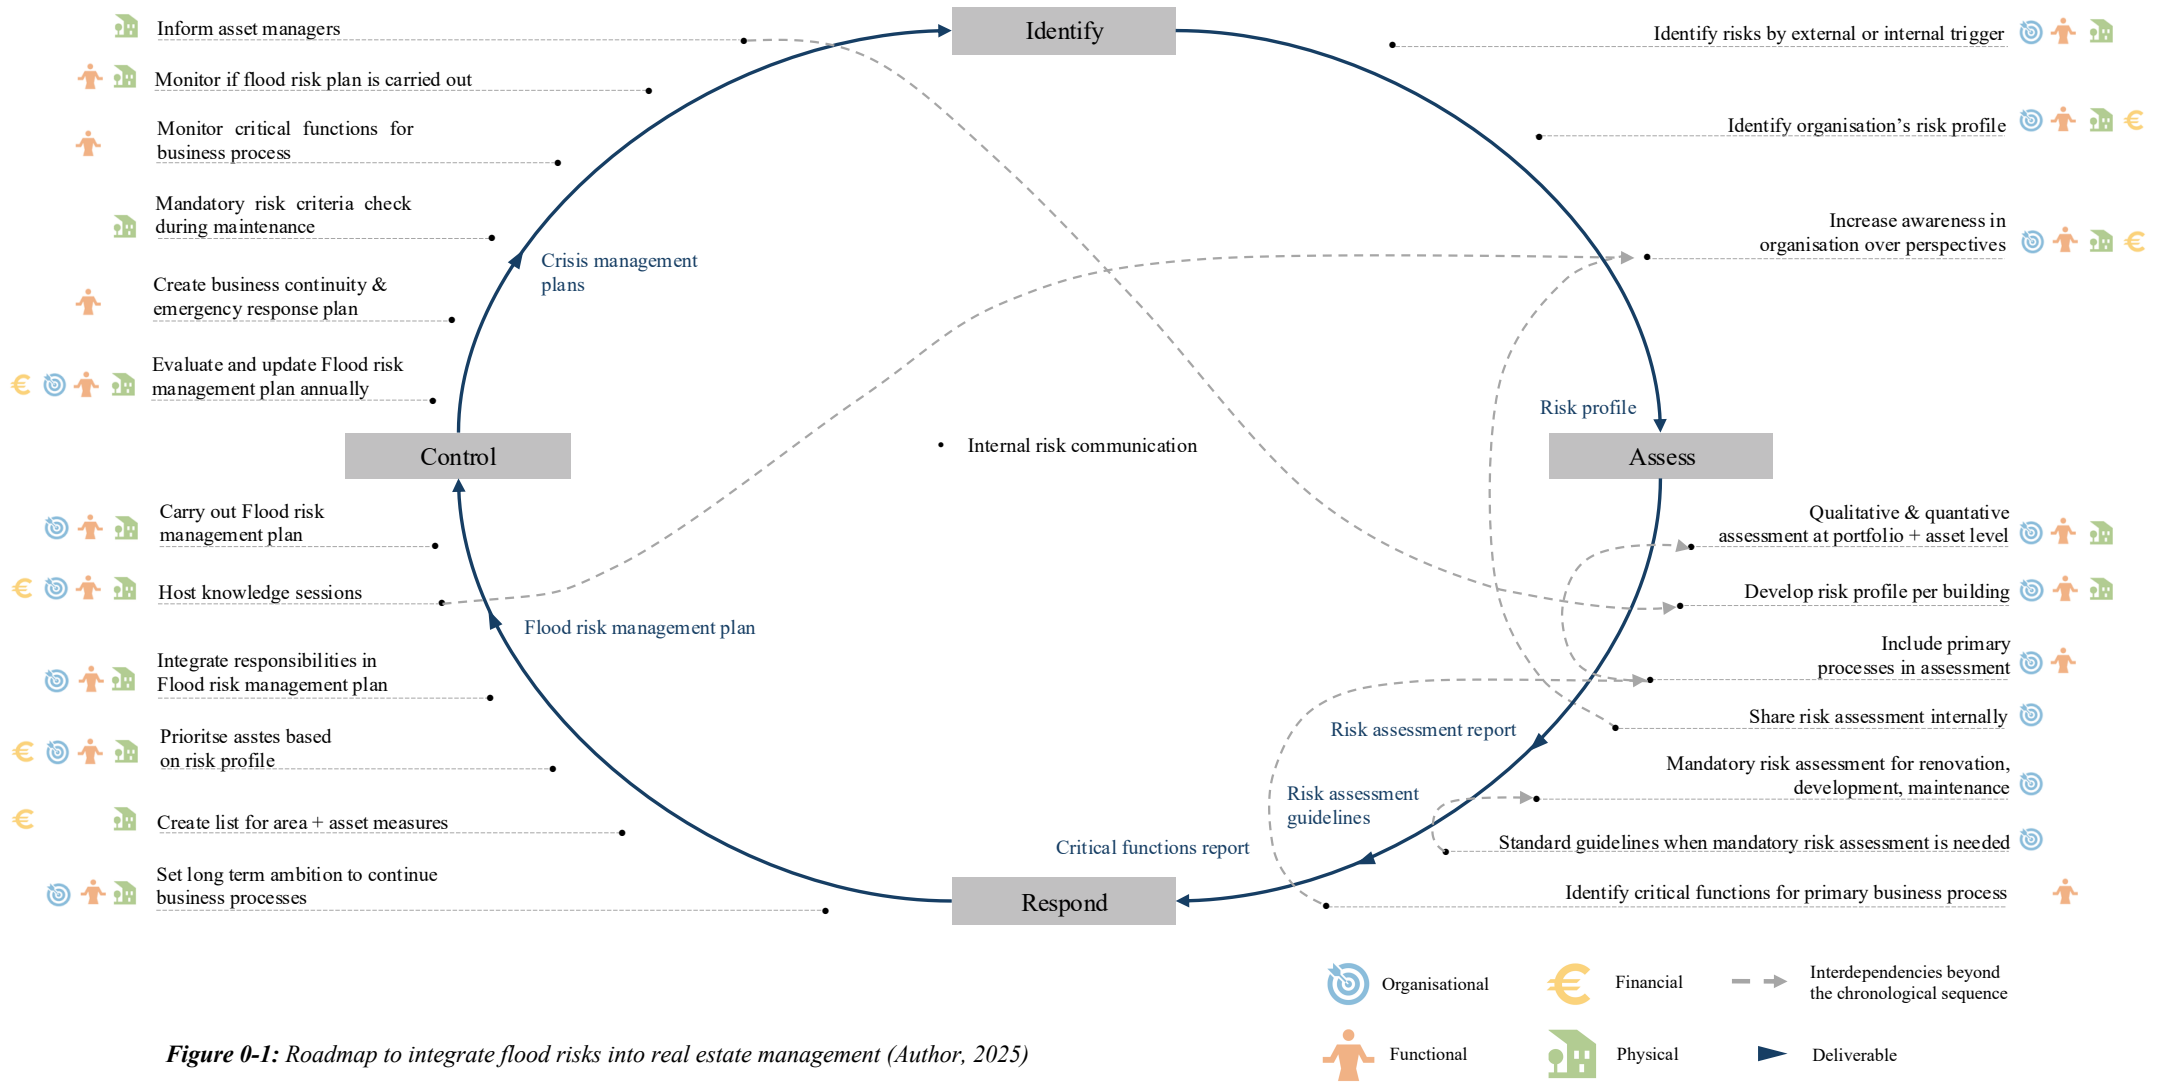 Identify
Identify risks by external or internal trigger
Identify organisation's risk profile
Increase awareness in
organisation over perspectives
Risk profile
Assess
Qualitative & quantative
assessment at portfolio + asset level
Develop risk profile per building
Include primary
processes in assessment
Share risk assessment internally
Risk assessment report
Mandatory risk assessment for renovation,
development, maintenance
Risk assessment
guidelines
Standard guidelines when mandatory risk assessment is needed
Critical functions report
Identify critical functions for primary business process
Respond
Inform asset managers
Monitor if flood risk plan is carried out
Monitor critical functions for
business process
Mandatory risk criteria check
during maintenance
Crisis management
plans
Create business continuity &
emergency response plan
Evaluate and update Flood risk
management plan annually
Control
• Internal risk communication
Carry out Flood risk
management plan
Host knowledge sessions
Flood risk management plan
Integrate responsibilities in
Flood risk management plan
Prioritse asstes based
on risk profile
Create list for area + asset measures
Set long term ambition to continue
business processes
Organisational
Financial
Interdependencies beyond
the chronological sequence
Functional
Physical
Deliverable
Figure 0-1: Roadmap to integrate flood risks into real estate management (Author, 2025)